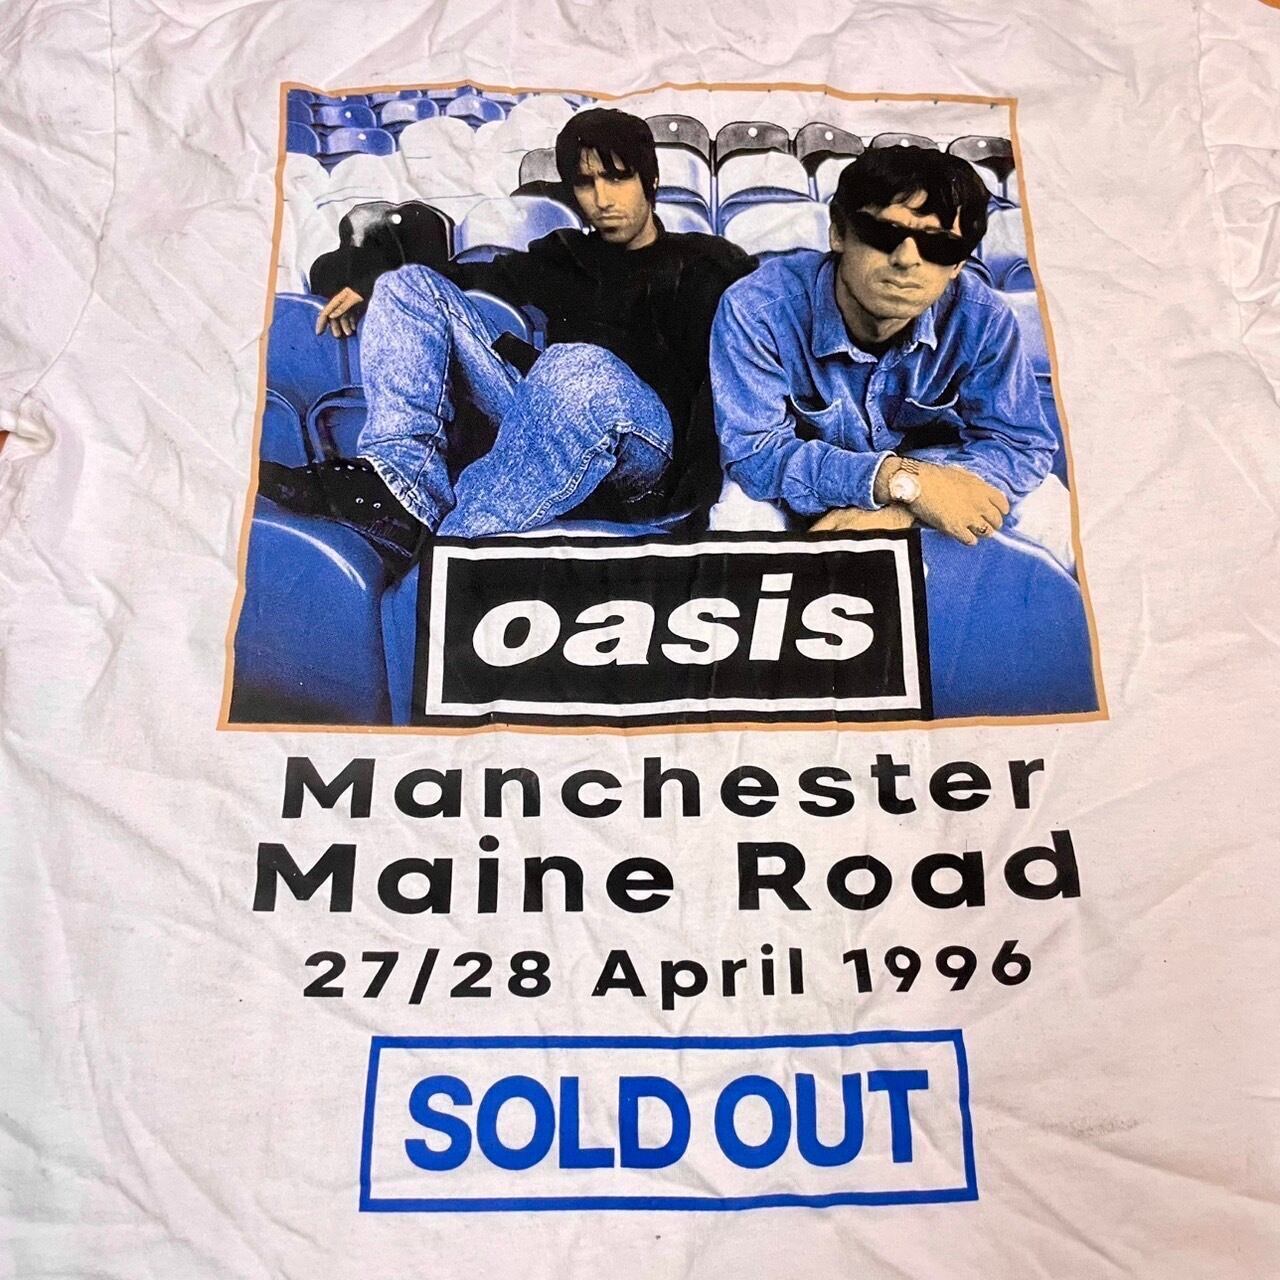 oasis
Manchester
Maine Road
27/28 April 1996
SOLD OUT